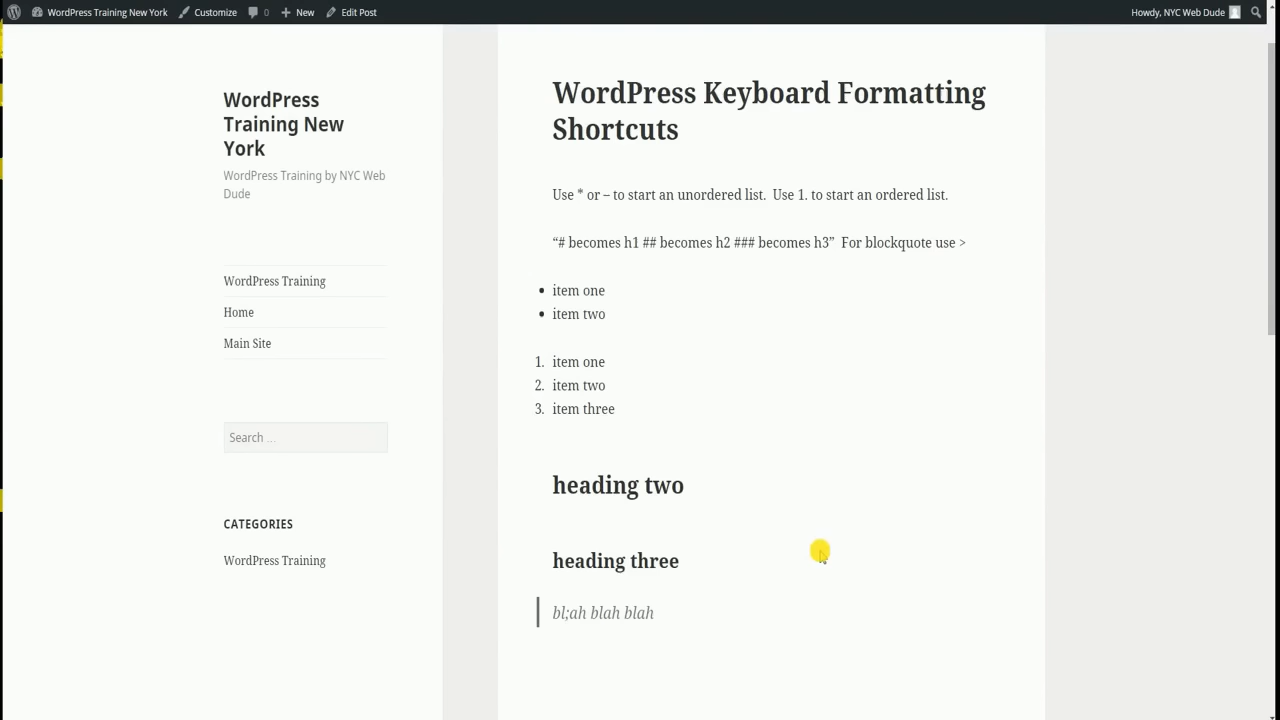 WordPress Training New York Customize 0 New Edit Post Howdy, NYC Web Dude
WordPress
Training New
York
WordPress Training by NYC Web
Dude
WordPress Training
Home
Main Site
Search ...
CATEGORIES
WordPress Training
WordPress Keyboard Formatting
Shortcuts
Use * or – to start an unordered list.  Use 1. to start an ordered list.
“# becomes h1 ## becomes h2 ### becomes h3”  For blockquote use >
• item one
• item two
1. item one
2. item two
3. item three
heading two
heading three
bl;ah blah blah